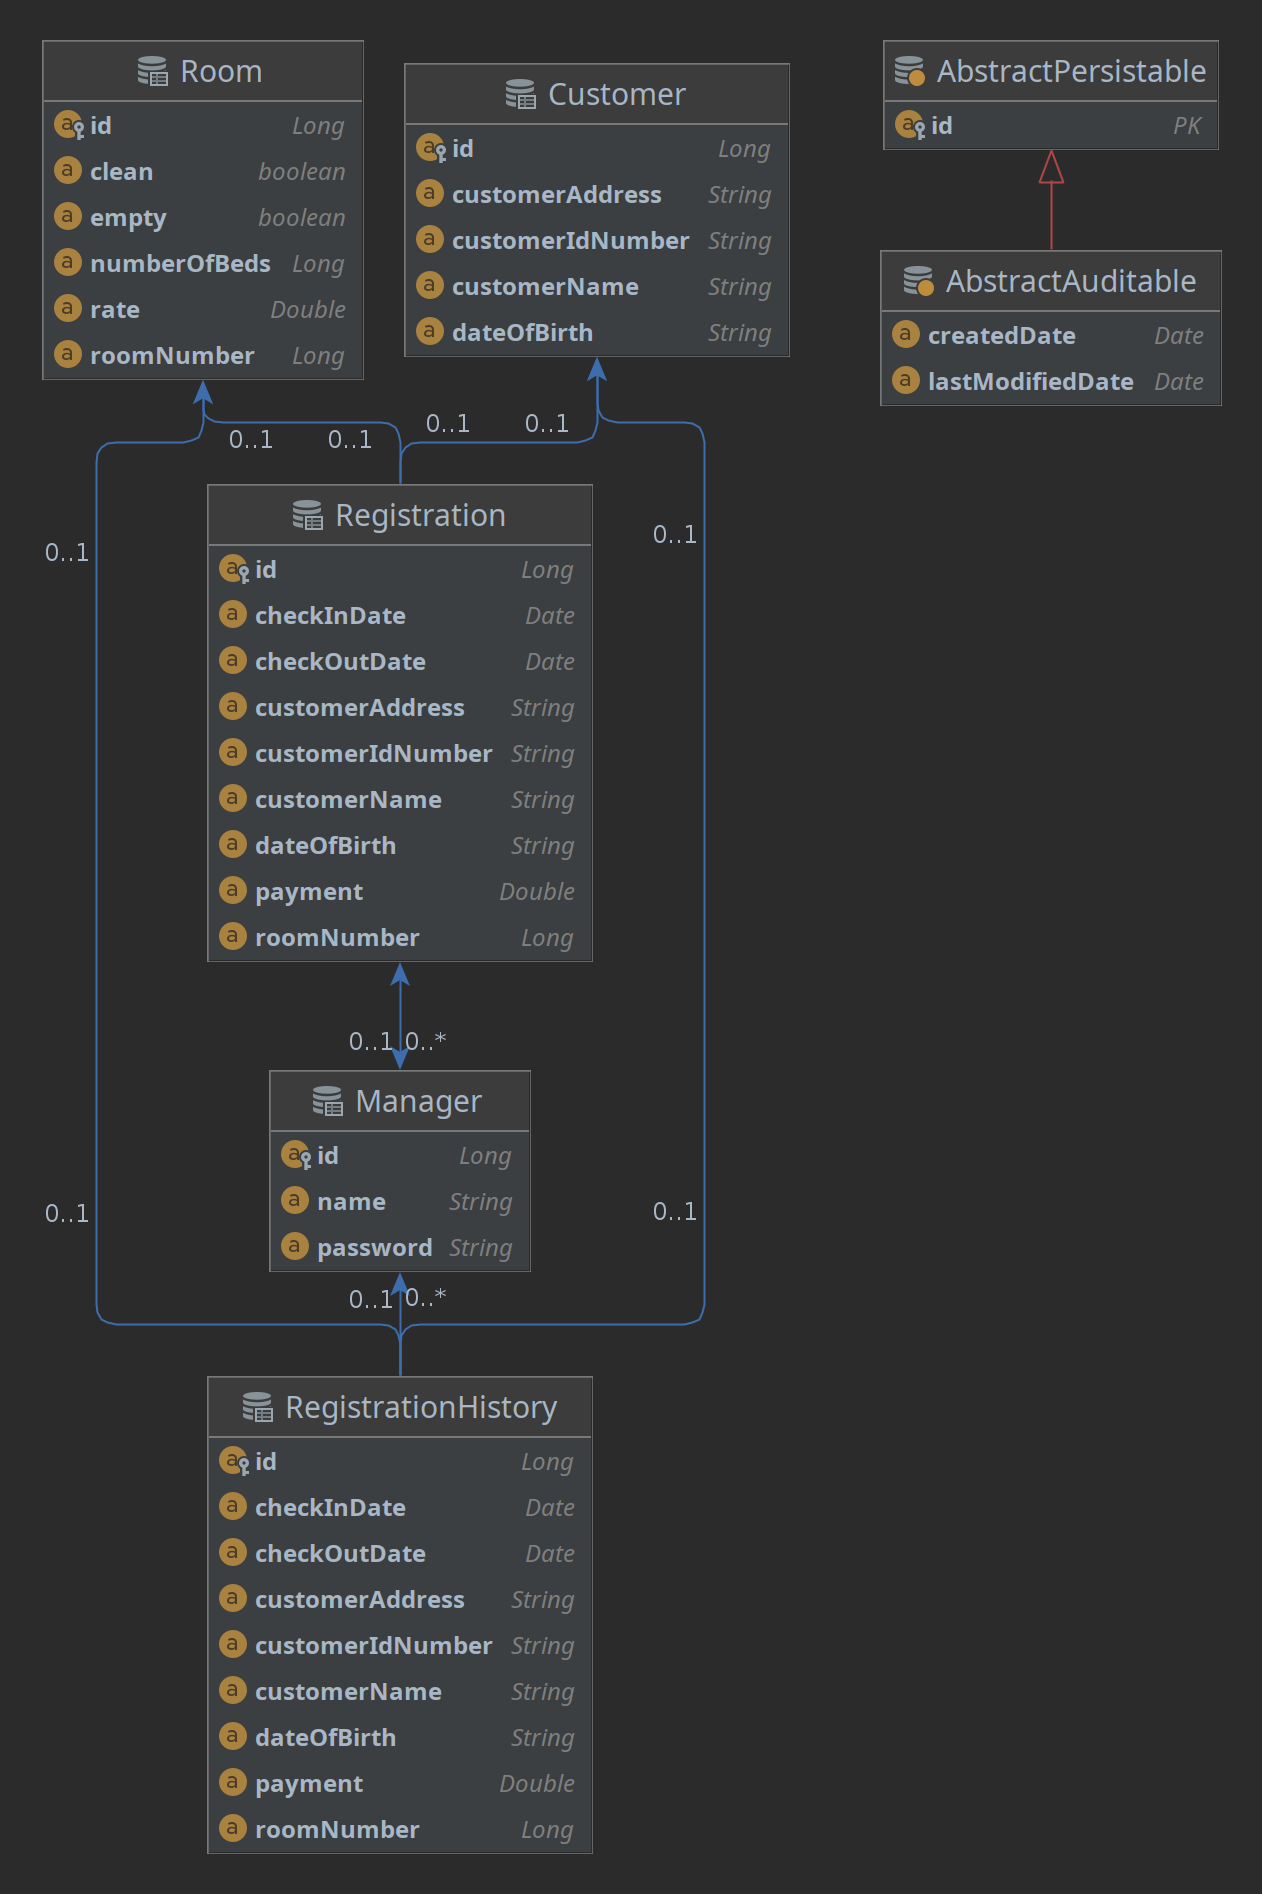 Room
id Long
clean boolean
empty boolean
numberOfBeds Long
rate Double
roomNumber Long
Customer
id Long
customerAddress String
customerIdNumber String
customerName String
dateOfBirth String
AbstractPersistable
id PK
AbstractAuditable
createdDate Date
lastModifiedDate Date
0..1 0..1
0..1 0..1
0..1
0..1
Registration
id Long
checkInDate Date
checkOutDate Date
customerAddress String
customerIdNumber String
customerName String
dateOfBirth String
payment Double
roomNumber Long
0..1 0..*
Manager
id Long
name String
password String
0..1
0..1
0..1 0..*
RegistrationHistory
id Long
checkInDate Date
checkOutDate Date
customerAddress String
customerIdNumber String
customerName String
dateOfBirth String
payment Double
roomNumber Long